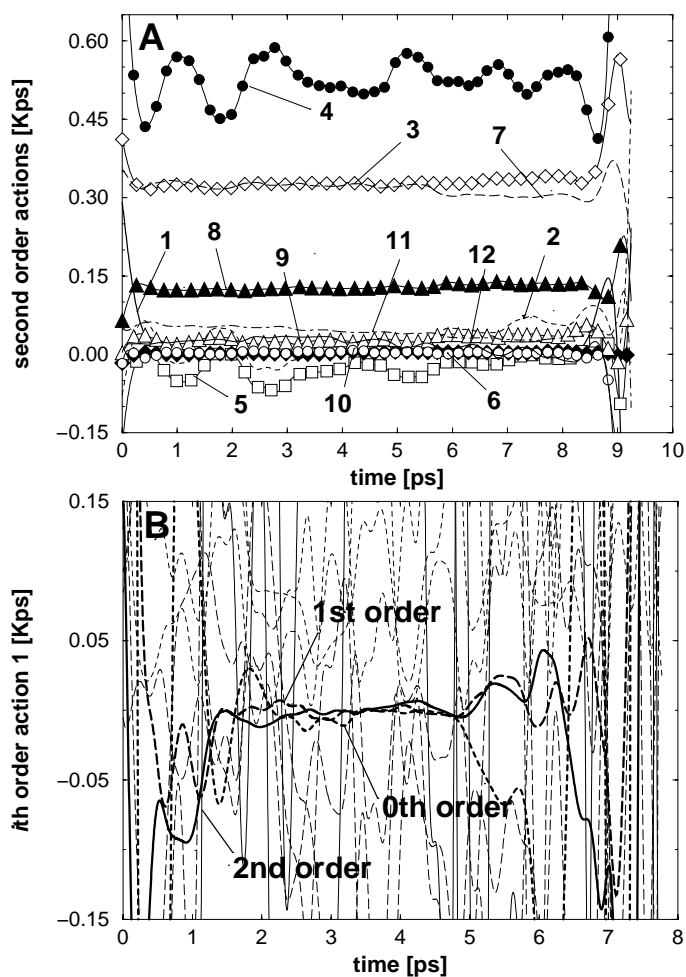 A
0.60
0.45
0.30
0.15
0.00
−0.15
second order actions [Kps]
4
3
7
1
8
9
11
12
2
5
10
6
0 1 2 3 4 5 6 7 8 9 10
time [ps]
B
0.15
0.05
−0.05
−0.15
ith order action 1 [Kps]
1st order
0th order
2nd order
0 1 2 3 4 5 6 7 8
time [ps]